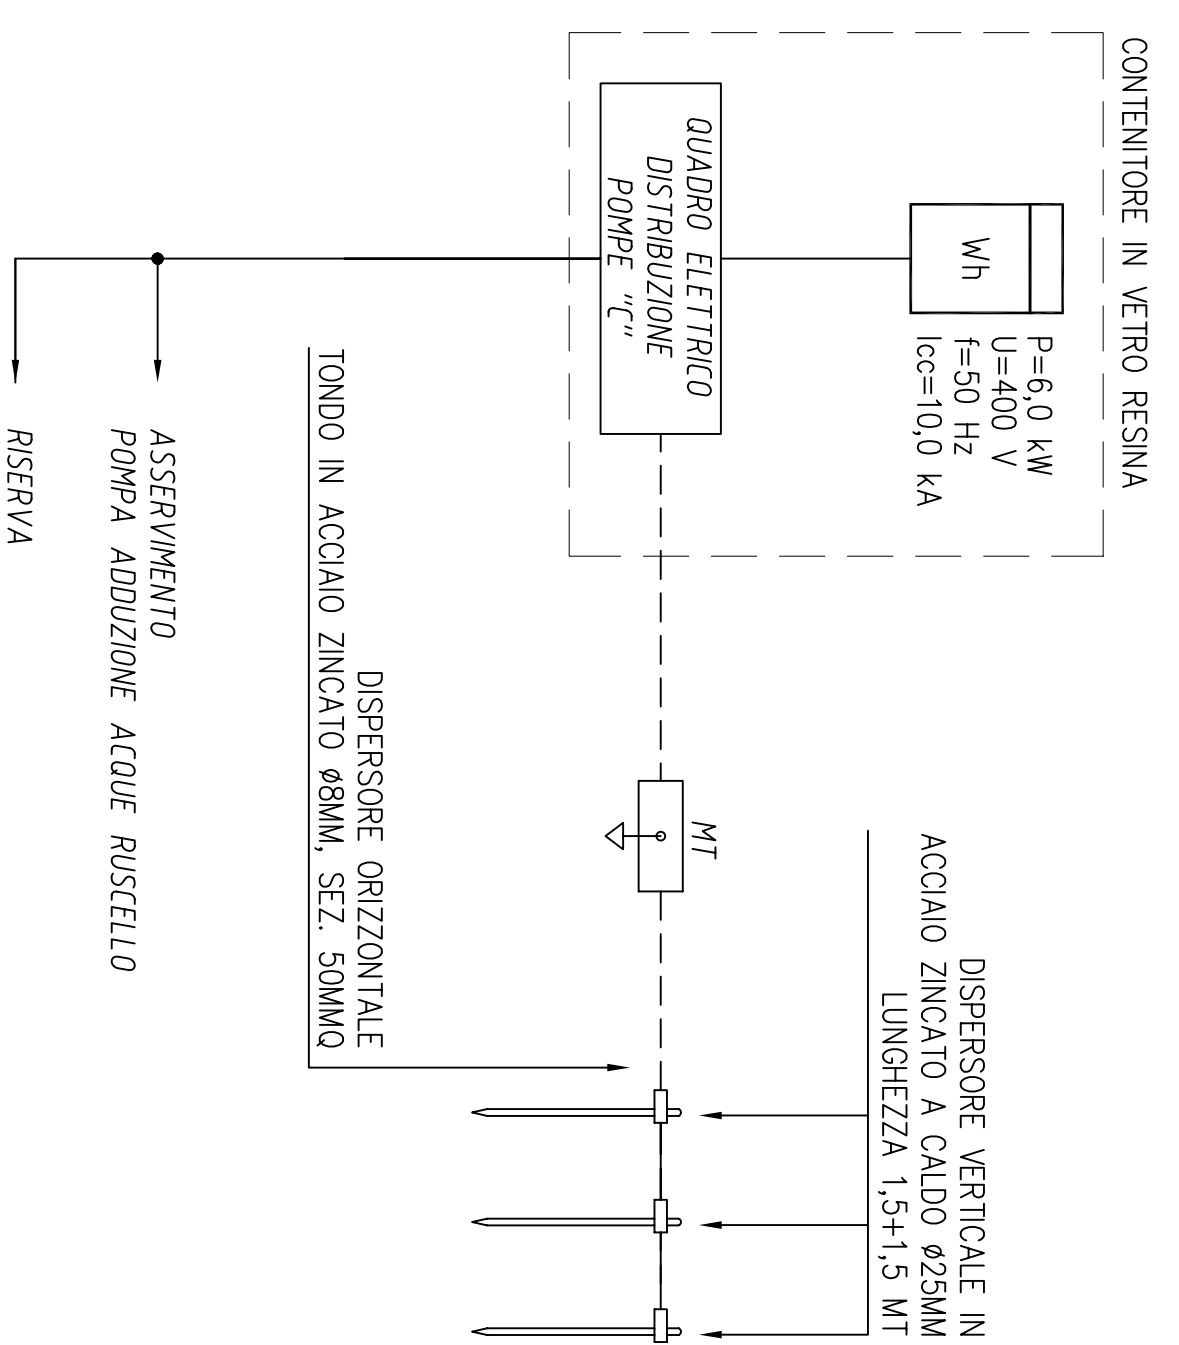 CONTENITORE IN VETRO RESINA
Wh
P=6,0 kW
U=400 V
f=50 Hz
Icc=10,0 kA
QUADRO ELETTRICO
DISTRIBUZIONE
POMPE "C"
MT
DISPERSORE VERTICALE IN
ACCIAIO ZINCATO A CALDO Ø25MM
LUNGHEZZA 1,5+1,5 MT
DISPERSORE ORIZZONTALE
TONDO IN ACCIAIO ZINCATO Ø8MM, SEZ. 50MMQ
ASSERVIMENTO
POMPA ADDUZIONE ACQUE RUSCELLO
RISERVA